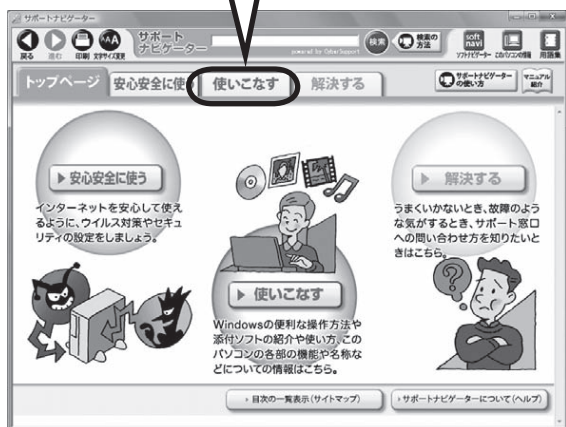 サポートナビゲーター
戻る 進む 印刷 文字サイズ変更
AAA
サポート
ナビゲーター
powered by CyberSupport
検索
検索の
方法
soft
navi
ソフトナビゲーター このパソコンの情報 用語集
トップページ 安心安全に使う 使いこなす 解決する
サポートナビゲーター
の使い方
マニュアル
紹介
安心安全に使う
インターネットを安心して使え
るように、ウイルス対策やセキュ
リティの設定をしましょう。
解決する
うまくいかないとき、故障のよう
な気がするとき、サポート窓口
への問い合わせ方を知りたいと
きはこちら。
使いこなす
Windowsの便利な操作方法や
添付ソフトの紹介や使い方、この
パソコンの各部の機能や名称な
どについての情報はこちら。
目次の一覧表示(サイトマップ)
サポートナビゲーターについて(ヘルプ)